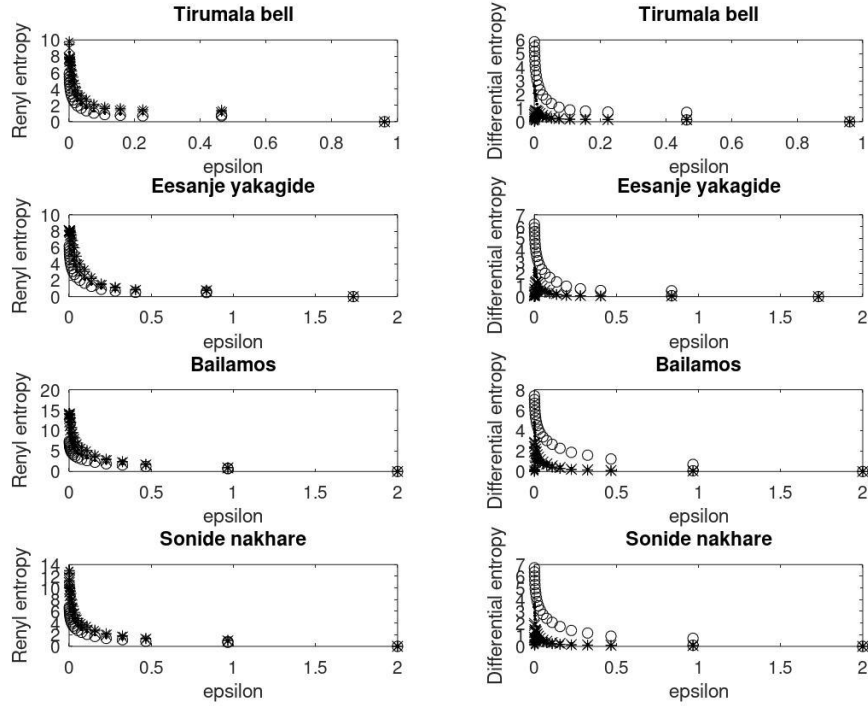 Tirumala bell
Renyl entropy
10
8
6
4
2
0
0 0.2 0.4 0.6 0.8 1
epsilon
Tirumala bell
Differential entropy
6
5
4
3
2
1
0
0 0.2 0.4 0.6 0.8 1
epsilon
Eesanje yakagide
Renyl entropy
10
8
6
4
2
0
0 0.5 1 1.5 2
epsilon
Eesanje yakagide
Differential entropy
7
6
5
4
3
2
1
0
0 0.5 1 1.5 2
epsilon
Bailamos
Renyl entropy
20
15
10
5
0
0 0.5 1 1.5 2
epsilon
Bailamos
Differential entropy
8
6
4
2
0
0 0.5 1 1.5 2
epsilon
Sonide nakhare
Renyl entropy
14
12
10
8
6
4
2
0
0 0.5 1 1.5 2
epsilon
Sonide nakhare
Differential entropy
7
6
5
4
3
2
1
0
0 0.5 1 1.5 2
epsilon